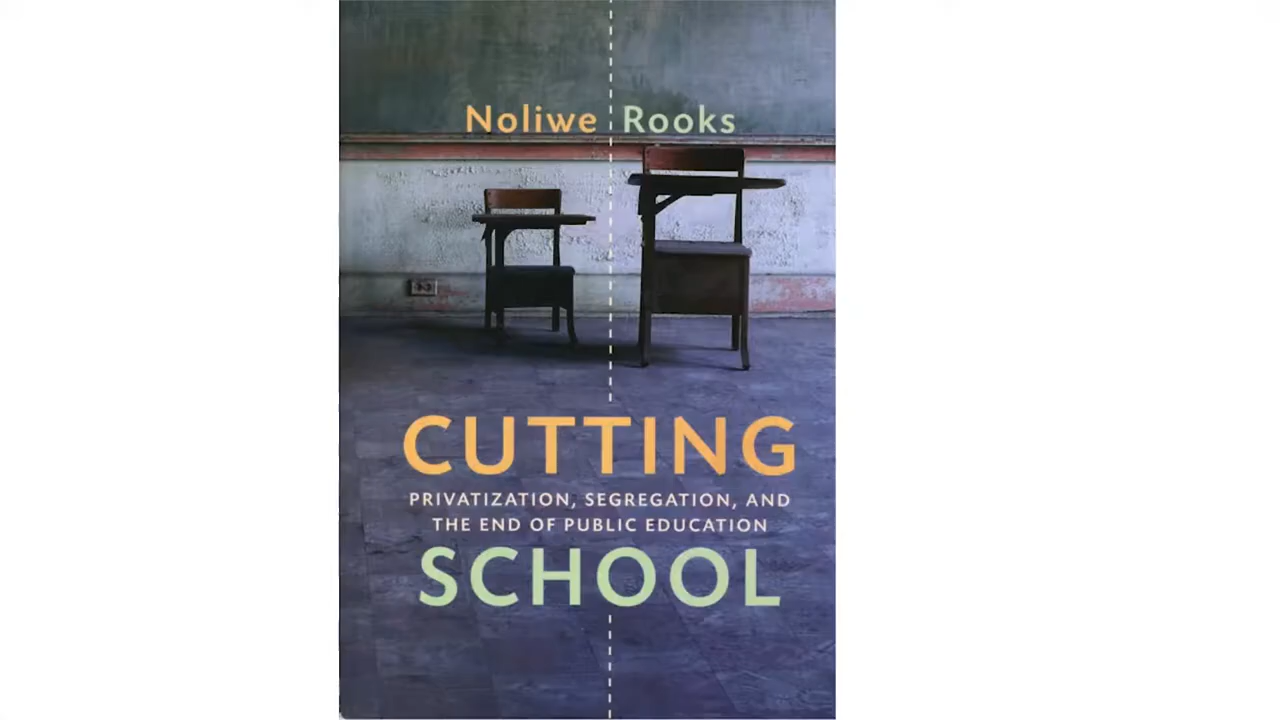 Noliwe Rooks
CUTTING
PRIVATIZATION, SEGREGATION, AND
THE END OF PUBLIC EDUCATION
SCHOOL